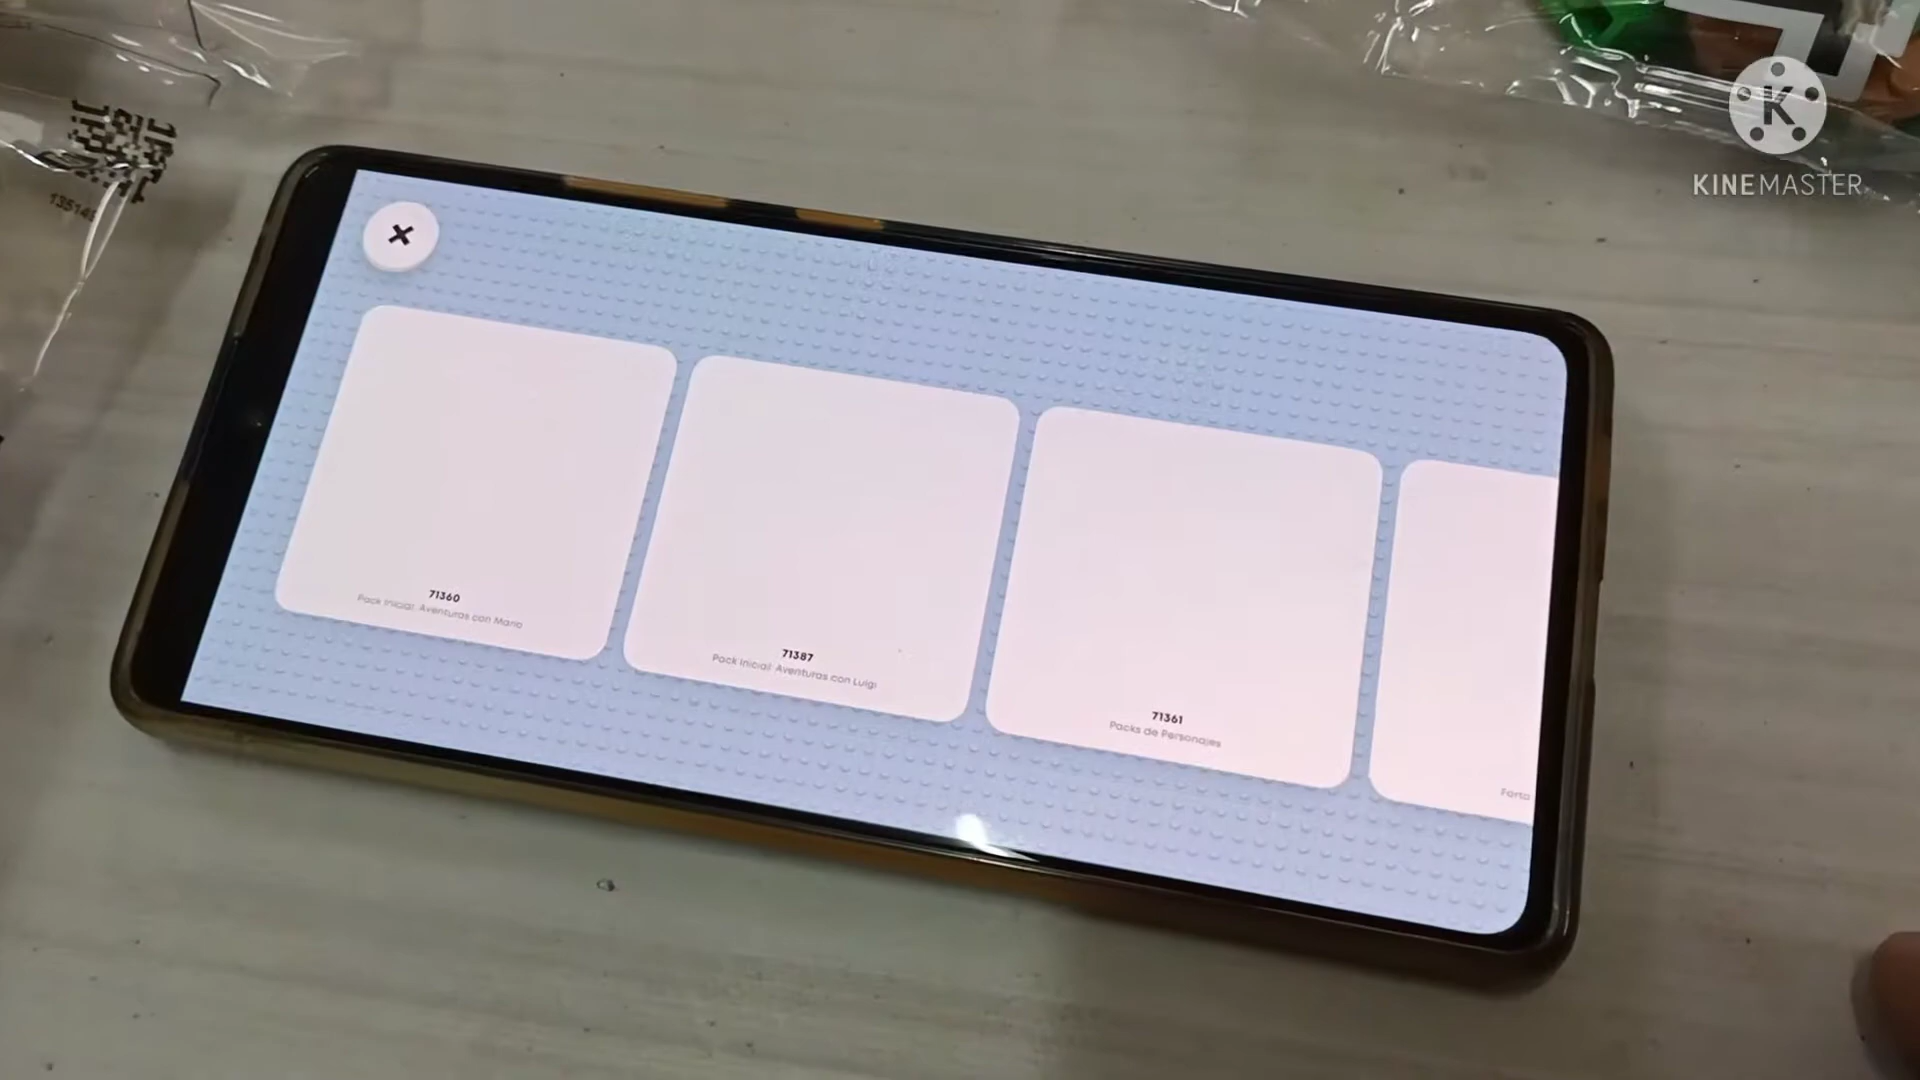 KINEMASTER
71360
Pack Inicial: Aventuras con Mario
71387
Pack Inicial: Aventuras con Luigi
71361
Packs de Personajes